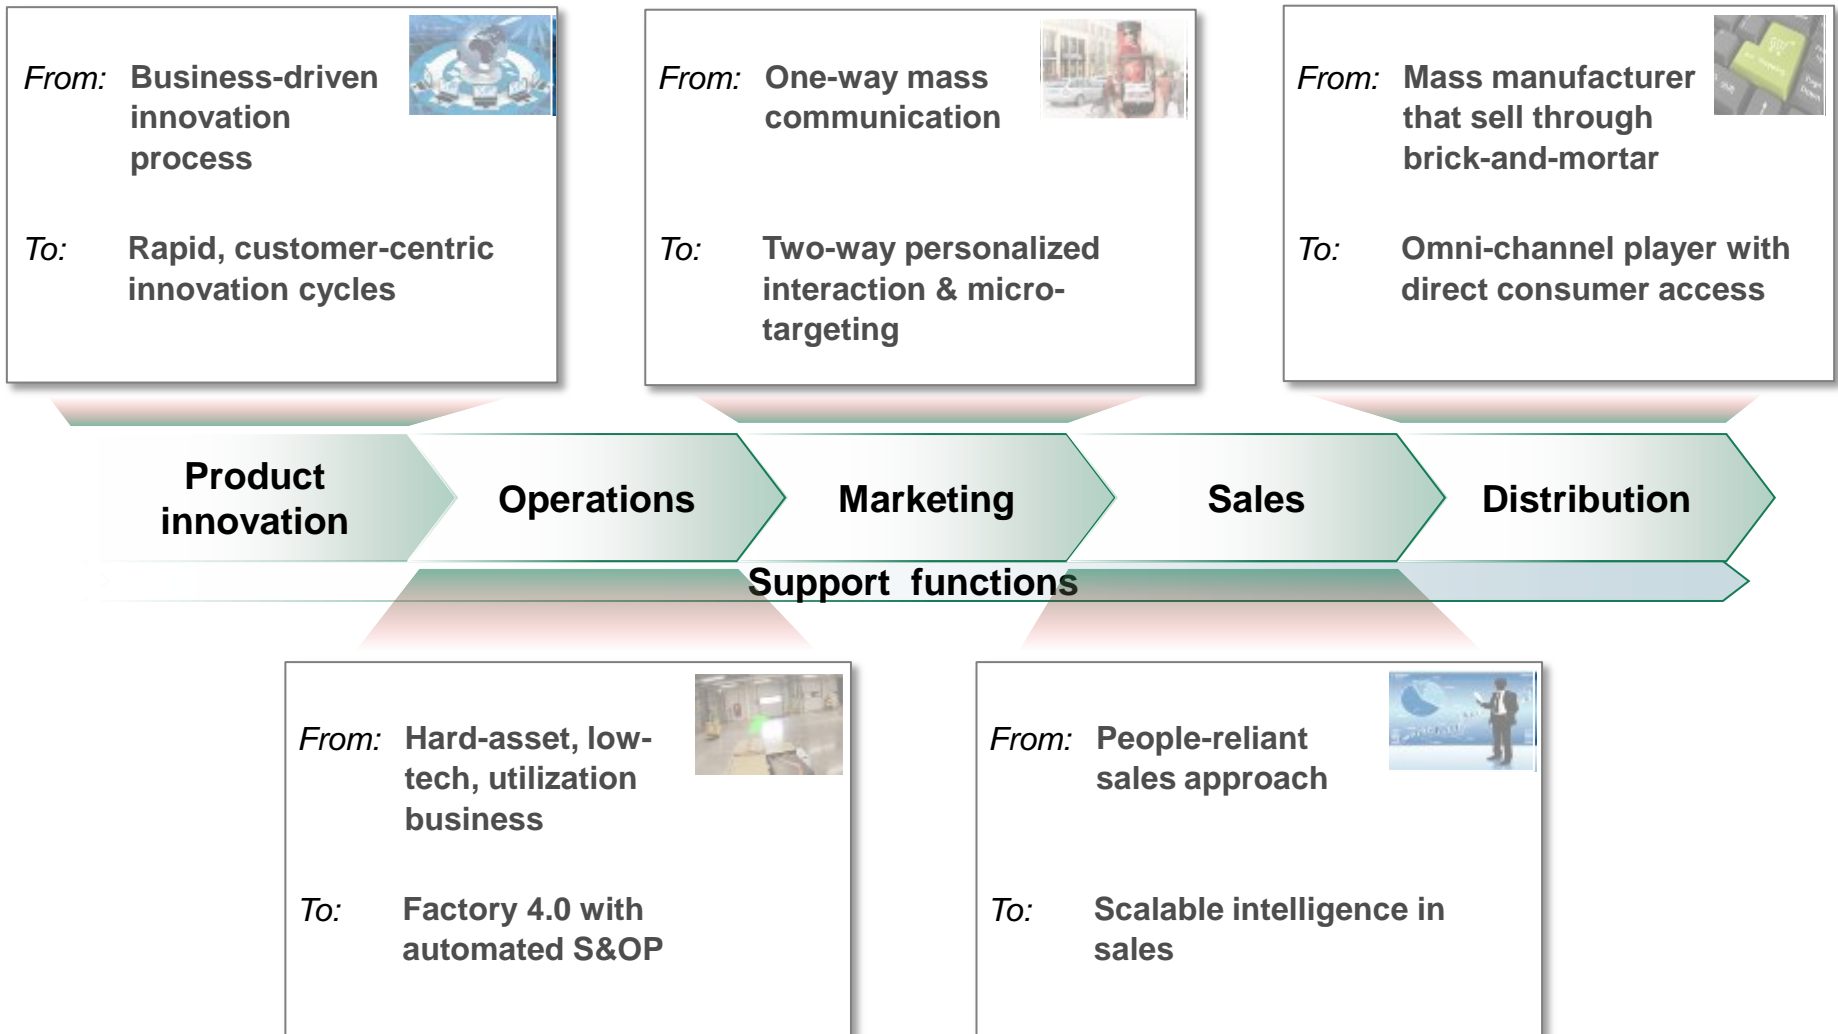 From: Business-driven
innovation
process
To: Rapid, customer-centric
innovation cycles
From: One-way mass
communication
To: Two-way personalized
interaction & micro-
targeting
From: Mass manufacturer
that sell through
brick-and-mortar
To: Omni-channel player with
direct consumer access
Product
innovation
Operations
Marketing
Sales
Distribution
Support functions
From: Hard-asset, low-
tech, utilization
business
To: Factory 4.0 with
automated S&OP
From: People-reliant
sales approach
To: Scalable intelligence in
sales